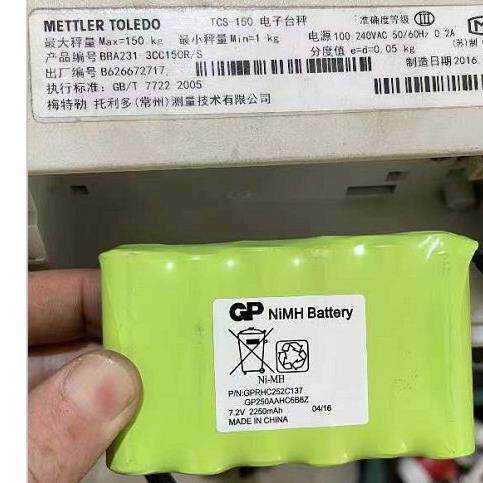 METTLER TOLEDO TCS-150 电子台秤 准确度等级 III
最大秤量 Max=150 kg 最小秤量 Min=1 kg 电源 100-240VAC 50/60Hz 0.2A
产品编号 BBA231-3CC150R/S 分度值 e=d=0.05 kg
出厂编号 B626672717 制造日期 2016.
执行标准: GB/T 7722 2005
梅特勒 托利多(常州)测量技术有限公司
GP NiMH Battery
Ni-MH
P/N:GPRHC252C137
GP250AAHC6B6Z
7.2V 2250mAh 04/16
MADE IN CHINA